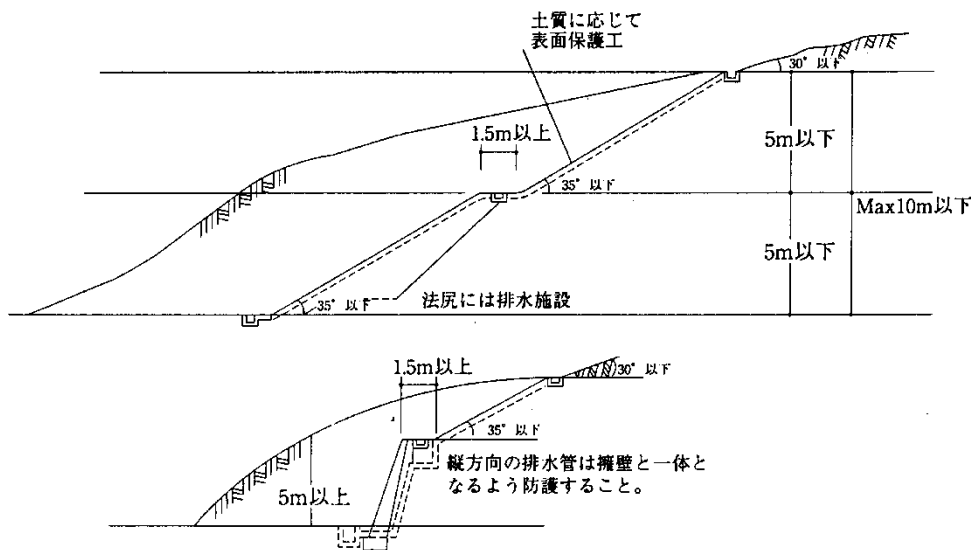 土質に応じて
表面保護工
30° 以下
1.5m以上
5m以下
35° 以下
Max10m以下
5m以下
35° 以下
法尻には排水施設
1.5m以上
30° 以下
35° 以下
縦方向の排水管は擁壁と一体と
なるよう防護すること。
5m以上